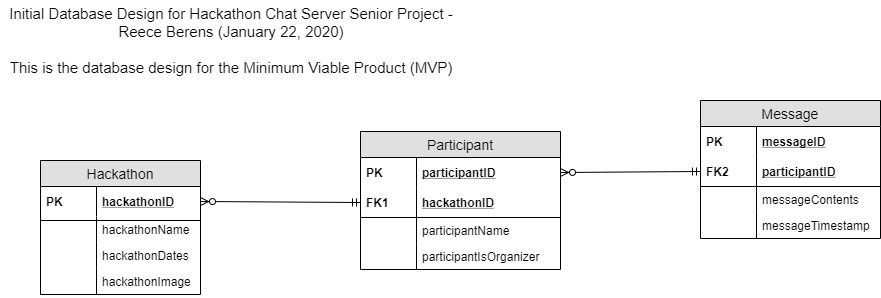 Initial Database Design for Hackathon Chat Server Senior Project -
Reece Berens (January 22, 2020)
This is the database design for the Minimum Viable Product (MVP)
Hackathon
PK hackathonID
hackathonName
hackathonDates
hackathonImage
Participant
PK participantID
FK1 hackathonID
participantName
participantIsOrganizer
Message
PK messageID
FK2 participantID
messageContents
messageTimestamp